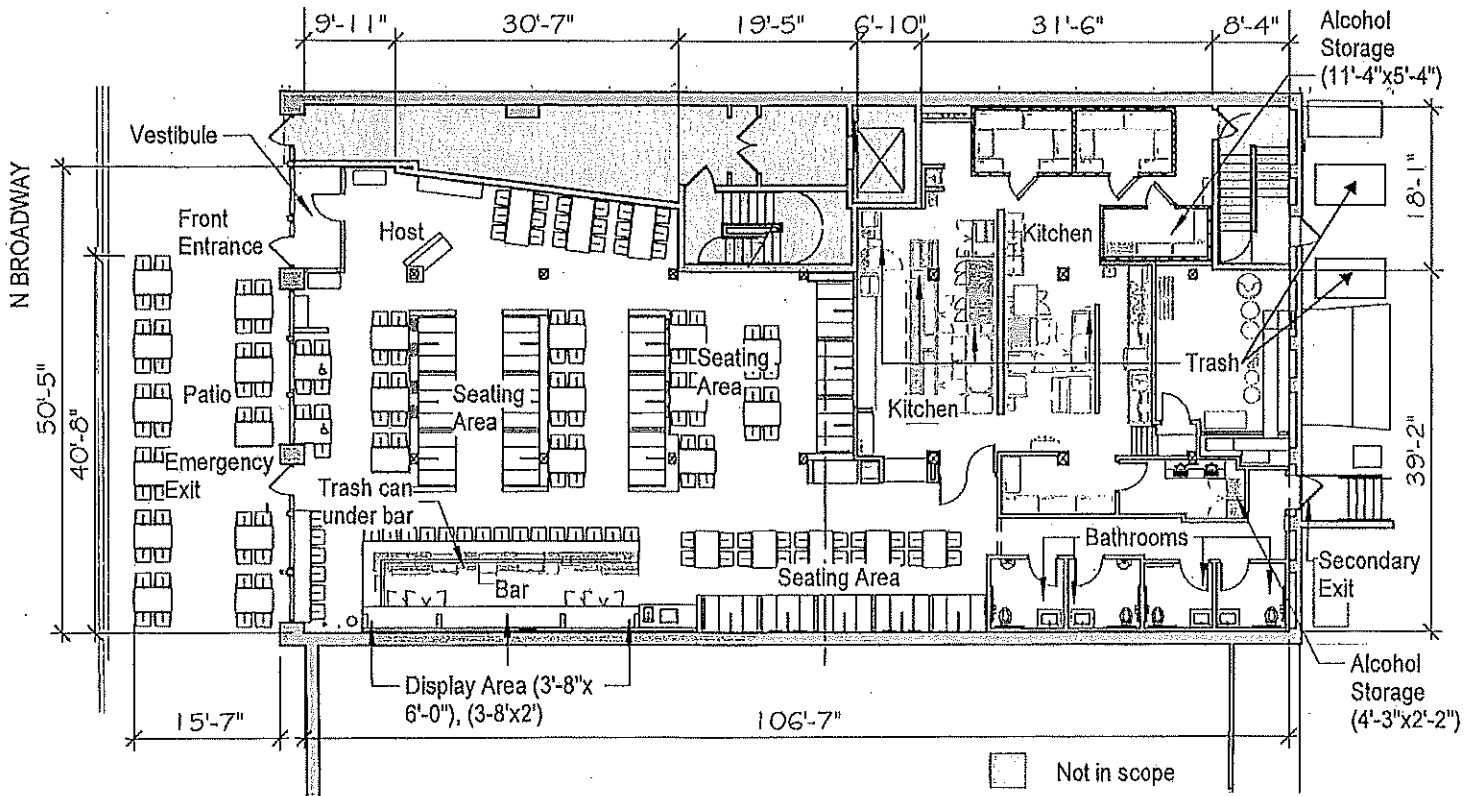 9'-11"
30'-7"
19'-5"
6'-10"
31'-6"
8'-4"
Alcohol
Storage
(11'-4"x5'-4")
Vestibule
N BROADWAY
Front
Entrance
Host
Kitchen
18'-1"
50'-5"
40'-8"
Patio
Seating
Area
Seating
Area
Kitchen
Trash
39'-2"
Emergency
Exit
Trash can
under bar
Bar
Seating Area
Bathrooms
Secondary
Exit
Display Area (3'-8"x
6'-0"), (3-8'x2')
Alcohol
Storage
(4'-3"x2'-2")
15'-7"
106'-7"
Not in scope